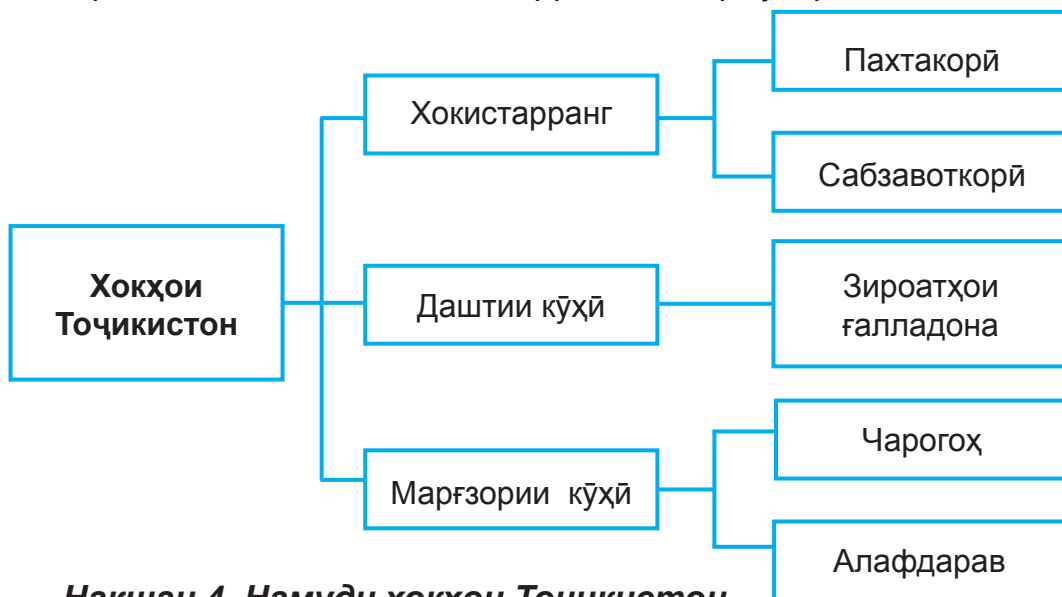 Пахтакорӣ
Хокистарранг
Сабзавоткорӣ
Хокҳои
Тоҷикистон
Даштии кӯҳӣ
Зироатҳои
ғалладона
Чарогоҳ
Марғзории кӯҳӣ
Алафдарав